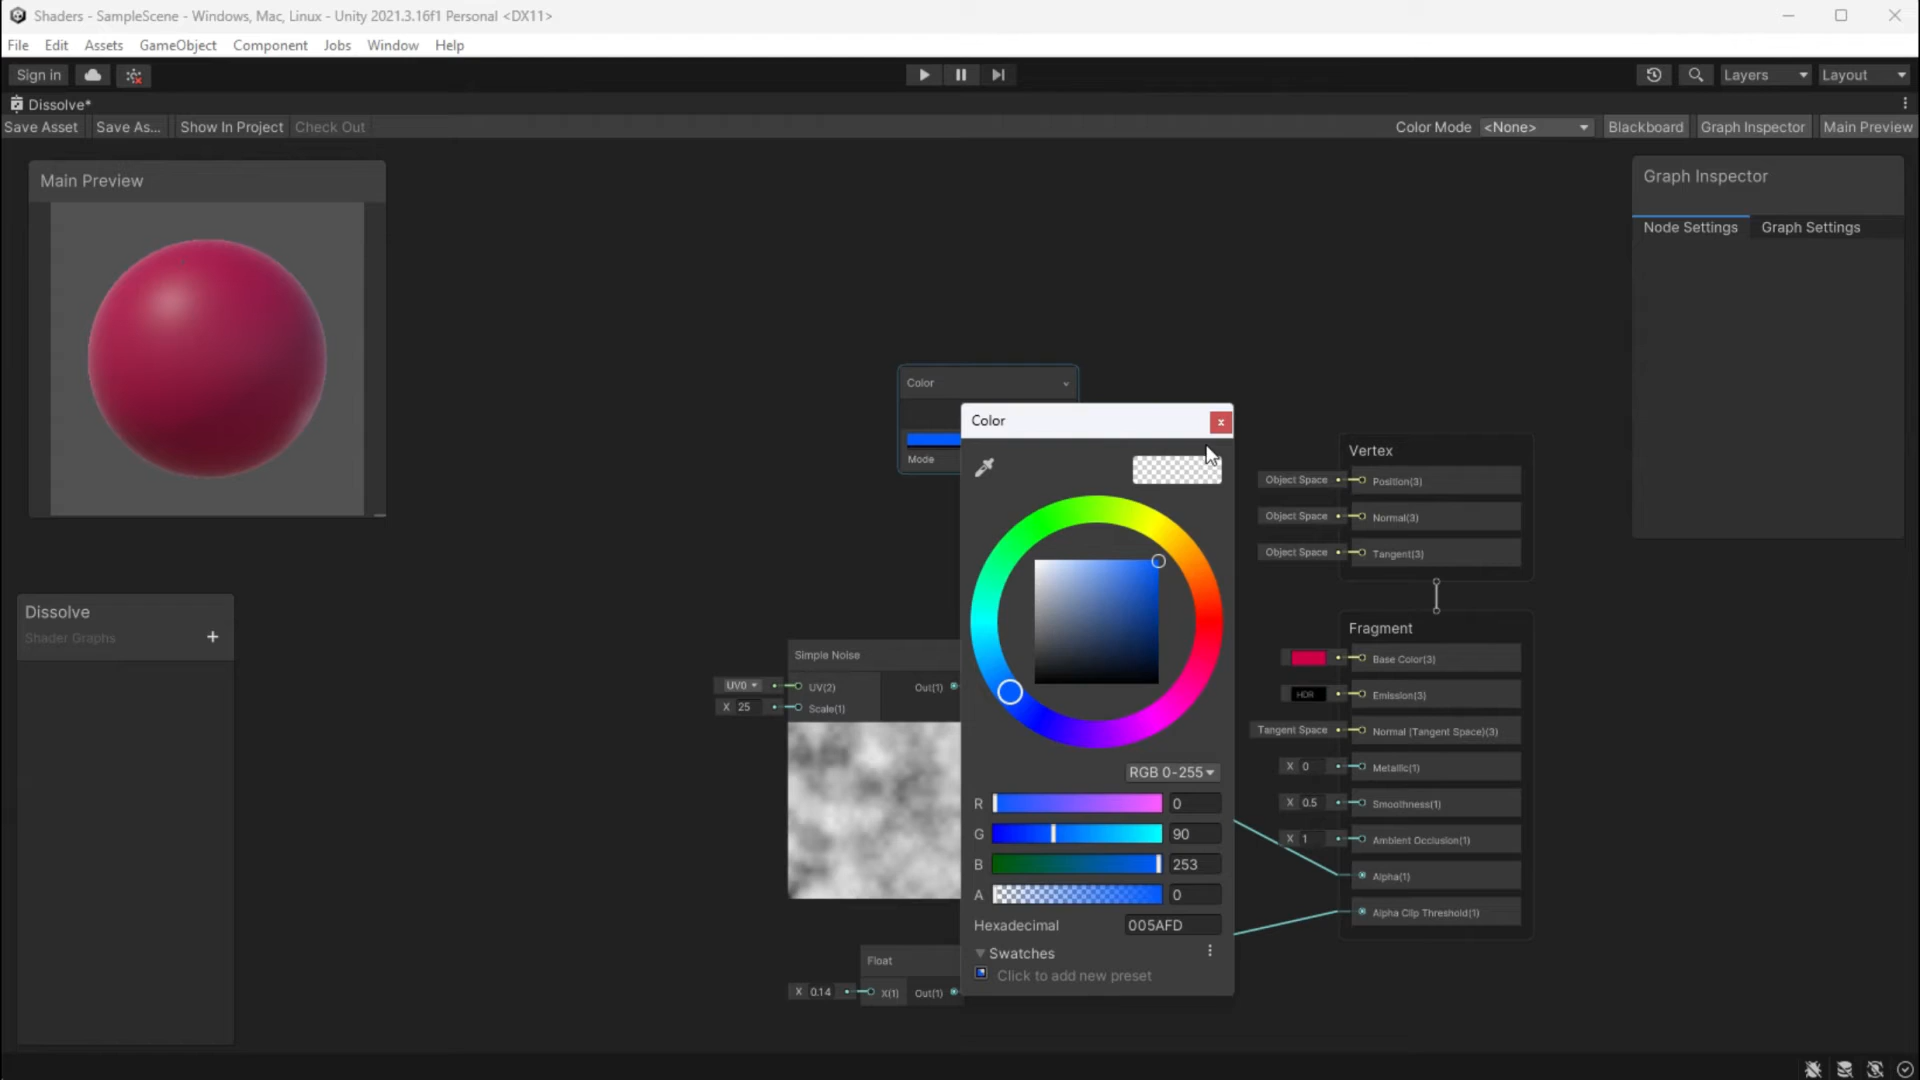 Shaders - SampleScene - Windows, Mac, Linux - Unity 2021.3.16f1 Personal <DX11>
File Edit Assets GameObject Component Jobs Window Help
Sign in Layers Layout
Dissolve*
Save Asset Save As... Show In Project Check Out Color Mode <None> Blackboard Graph Inspector Main Preview
Main Preview
Graph Inspector
Node Settings Graph Settings
Color
Mode
Color
x
RGB 0-255
R 0
G 90
B 253
A 0
Hexadecimal 005AFD
Swatches
Click to add new preset
Dissolve
Shader Graphs +
Simple Noise
UV0 UV(2) Out(1)
X 25 Scale(1)
Float
X 0.14 X(1) Out(1)
Vertex
Object Space Position(3)
Object Space Normal(3)
Object Space Tangent(3)
Fragment
Base Color(3)
HDR Emission(3)
Tangent Space Normal (Tangent Space)(3)
X 0 Metallic(1)
X 0.5 Smoothness(1)
X 1 Ambient Occlusion(1)
Alpha(1)
Alpha Clip Threshold(1)